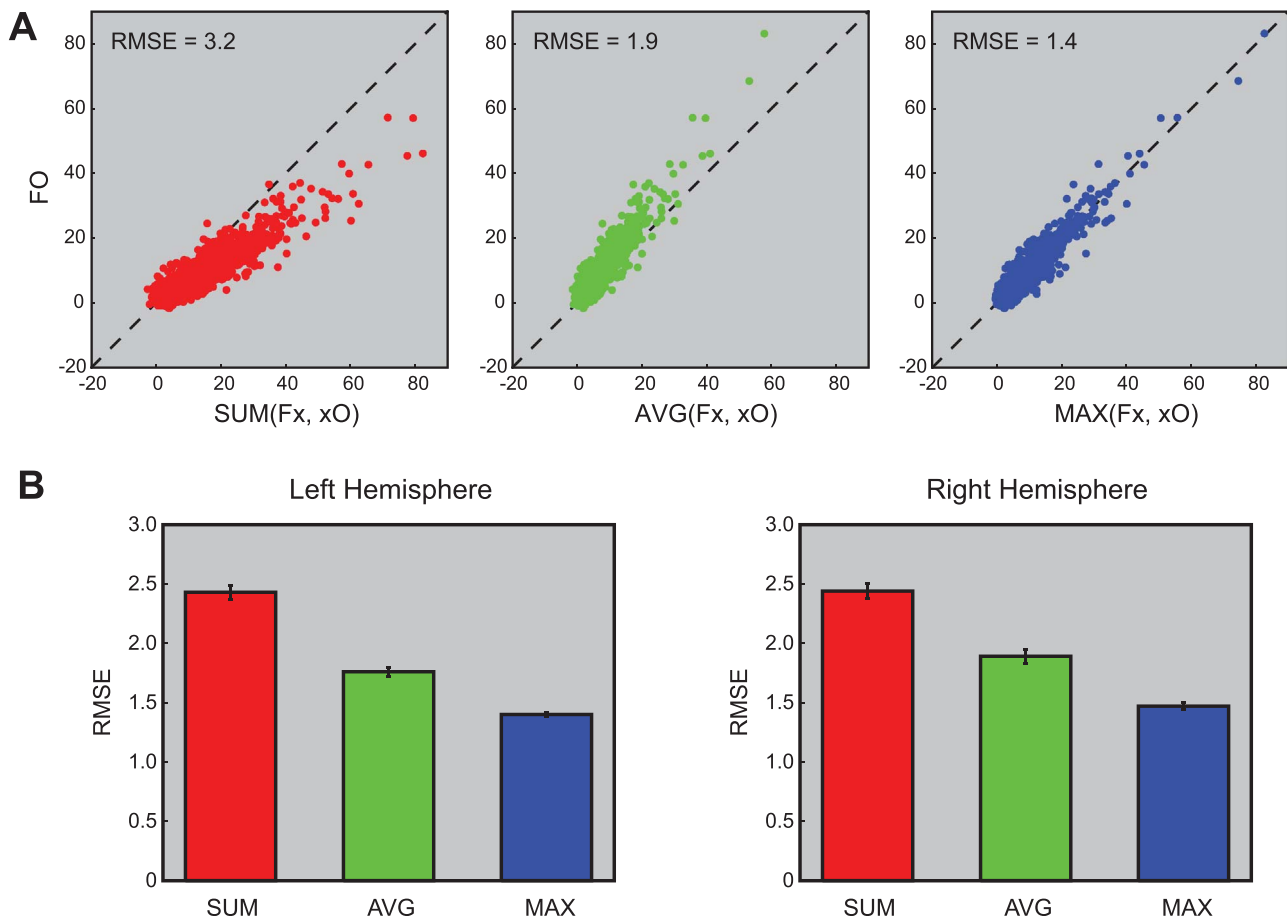 A
RMSE = 3.2
RMSE = 1.9
RMSE = 1.4
FO
80
60
40
20
0
-20
80
60
40
20
0
-20
80
60
40
20
0
-20
-20 0 20 40 60 80
-20 0 20 40 60 80
-20 0 20 40 60 80
SUM(Fx, xO)
AVG(Fx, xO)
MAX(Fx, xO)
B
Left Hemisphere
RMSE
3.0
2.5
2.0
1.5
1.0
0.5
0
SUM AVG MAX
Right Hemisphere
RMSE
3.0
2.5
2.0
1.5
1.0
0.5
0
SUM AVG MAX